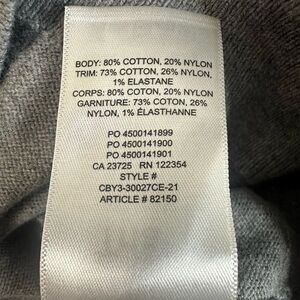 BODY: 80% COTTON, 20% NYLON
TRIM: 73% COTTON, 26% NYLON,
1% ELASTANE
CORPS: 80% COTON, 20% NYLON
GARNITURE: 73% COTON, 26%
NYLON, 1% ÉLASTHANNE
PO 4500141899
PO 4500141900
PO 4500141901
CA 23725 RN 122354
STYLE #
CBY3-30027CE-21
ARTICLE # 82150